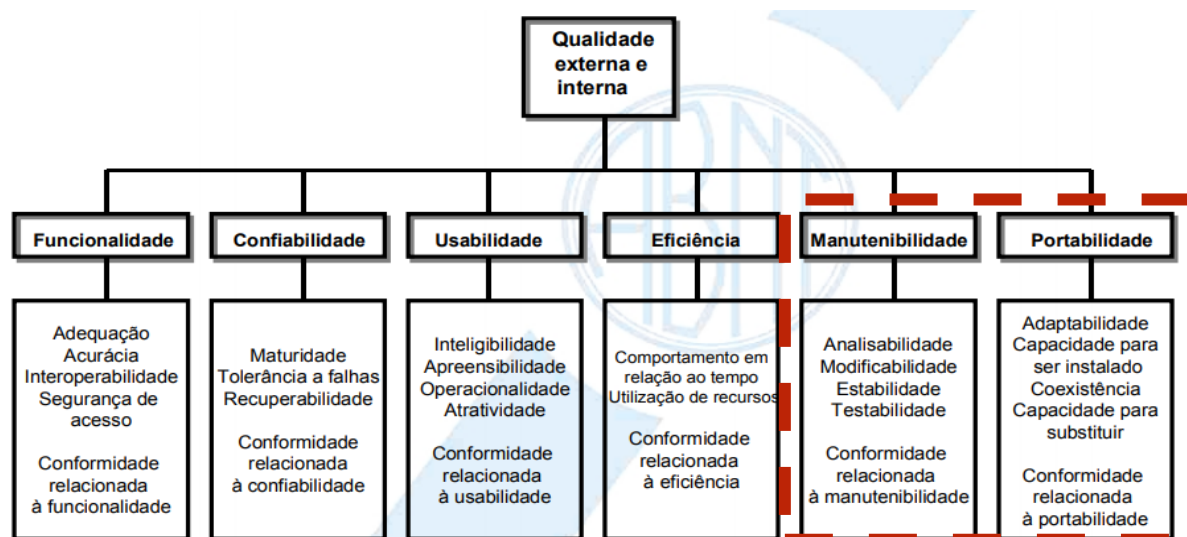 Qualidade
externa e
interna
ABNT
Funcionalidade
Confiabilidade
Usabilidade
Eficiência
Manutenibilidade
Portabilidade
Adequação
Acurácia
Interoperabilidade
Segurança de
acesso
Conformidade
relacionada
à funcionalidade
Maturidade
Tolerância a falhas
Recuperabilidade
Conformidade
relacionada
à confiabilidade
Inteligibilidade
Apreensibilidade
Operacionalidade
Atratividade
Conformidade
relacionada
à usabilidade
Comportamento em
relação ao tempo
Utilização de recursos
Conformidade
relacionada
à eficiência
Analisabilidade
Modificabilidade
Estabilidade
Testabilidade
Conformidade
relacionada
à manutenibilidade
Adaptabilidade
Capacidade para
ser instalado
Coexistência
Capacidade para
substituir
Conformidade
relacionada
à portabilidade